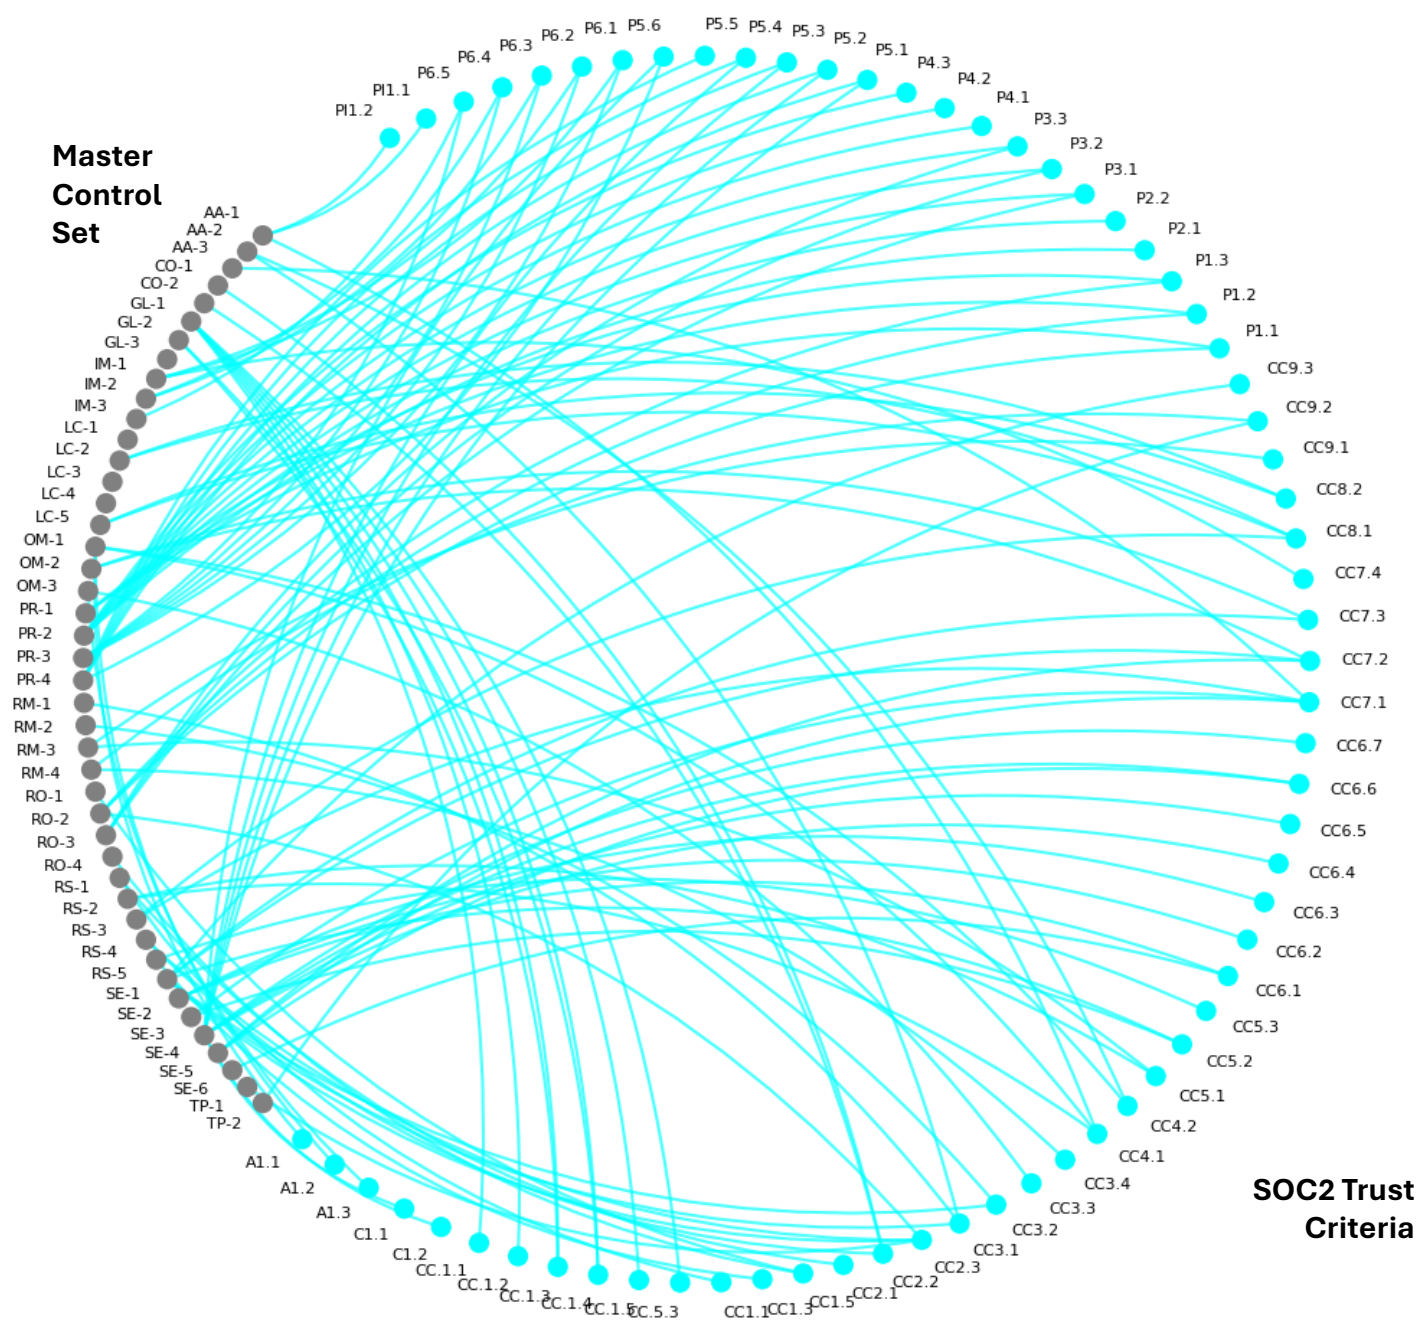 Master
Control
Set
AA-1
AA-2
AA-3
CO-1
CO-2
GL-1
GL-2
GL-3
IM-1
IM-2
IM-3
LC-1
LC-2
LC-3
LC-4
LC-5
OM-1
OM-2
OM-3
PR-1
PR-2
PR-3
PR-4
RM-1
RM-2
RM-3
RM-4
RO-1
RO-2
RO-3
RO-4
RS-1
RS-2
RS-3
RS-4
RS-5
SE-1
SE-2
SE-3
SE-4
SE-5
SE-6
TP-1
TP-2
A1.1
A1.2
A1.3
C1.1
C1.2
CC.1.1
CC.1.2
CC.1.3
CC.1.4
CC.1.5
CC.5.3
CC1.1
CC1.3
CC1.5
CC2.1
CC2.2
CC2.3
CC3.1
CC3.2
CC3.3
CC3.4
CC4.1
CC4.2
CC5.1
CC5.2
CC5.3
CC6.1
CC6.2
CC6.3
CC6.4
CC6.5
CC6.6
CC6.7
CC7.1
CC7.2
CC7.3
CC7.4
CC8.1
CC8.2
CC9.1
CC9.2
CC9.3
P1.1
P1.2
P1.3
P2.1
P2.2
P3.1
P3.2
P3.3
P4.1
P4.2
P4.3
P5.1
P5.2
P5.3
P5.4
P5.5
P5.6
P6.1
P6.2
P6.3
P6.4
P6.5
PI1.1
PI1.2
SOC2 Trust
Criteria